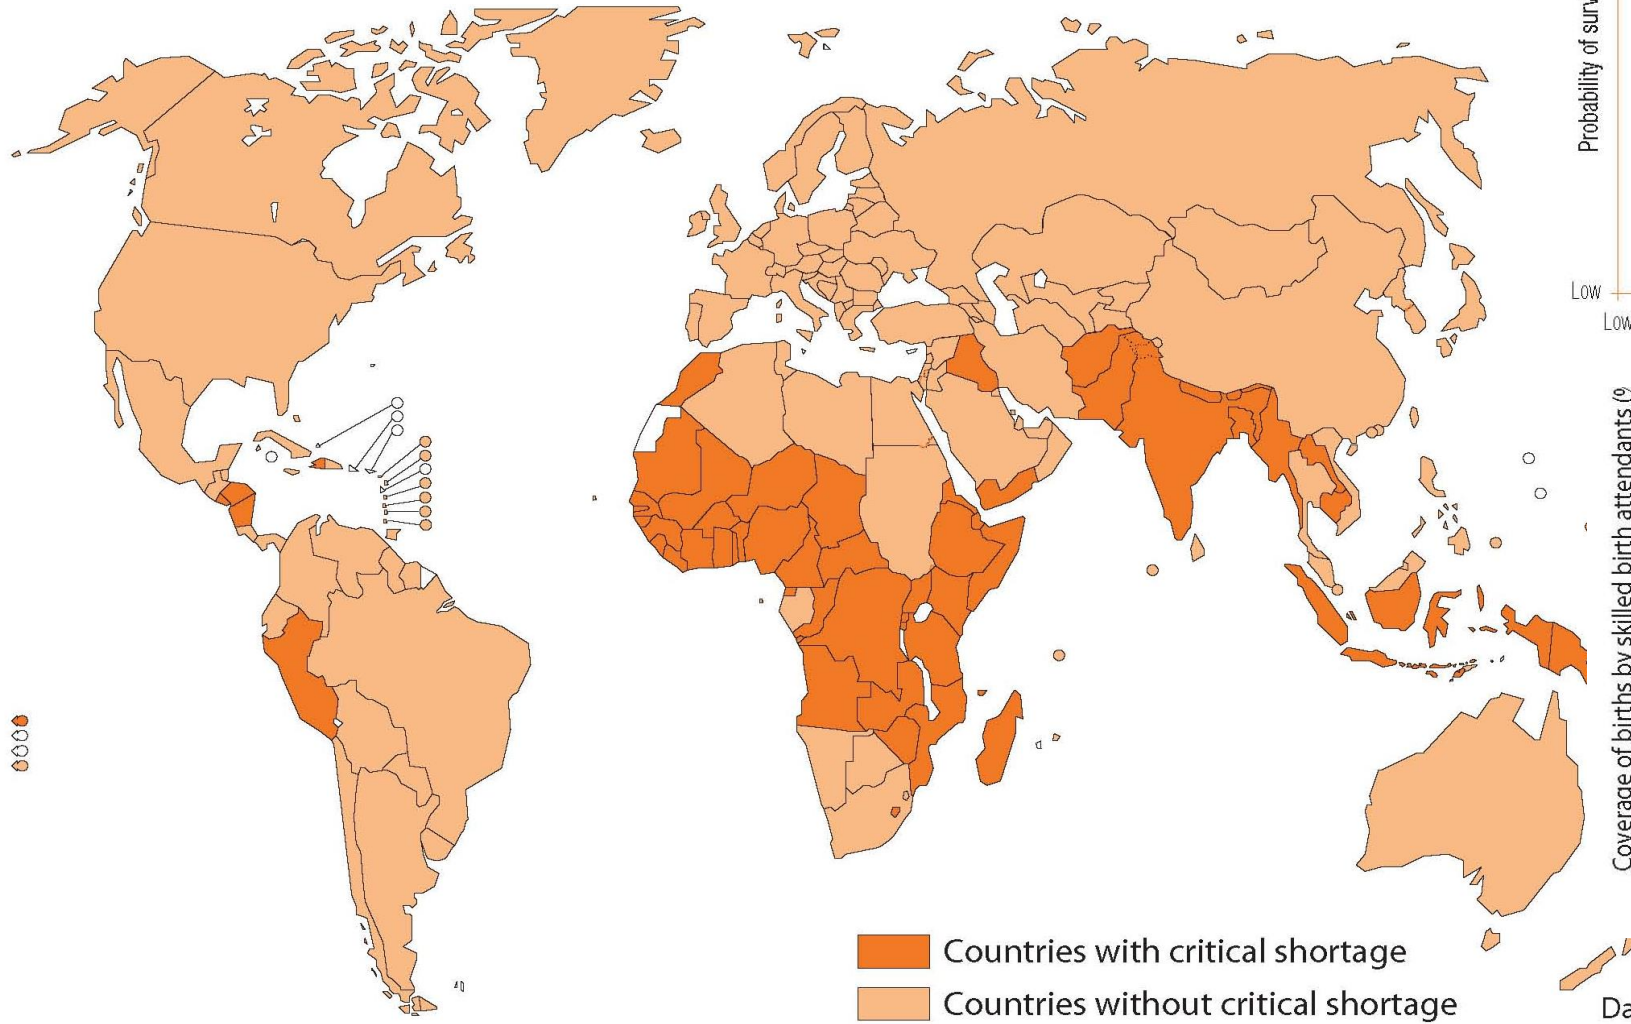 Probability of surv
Low
Low
Coverage of births by skilled birth attendants (%
Countries with critical shortage
Countries without critical shortage
Da